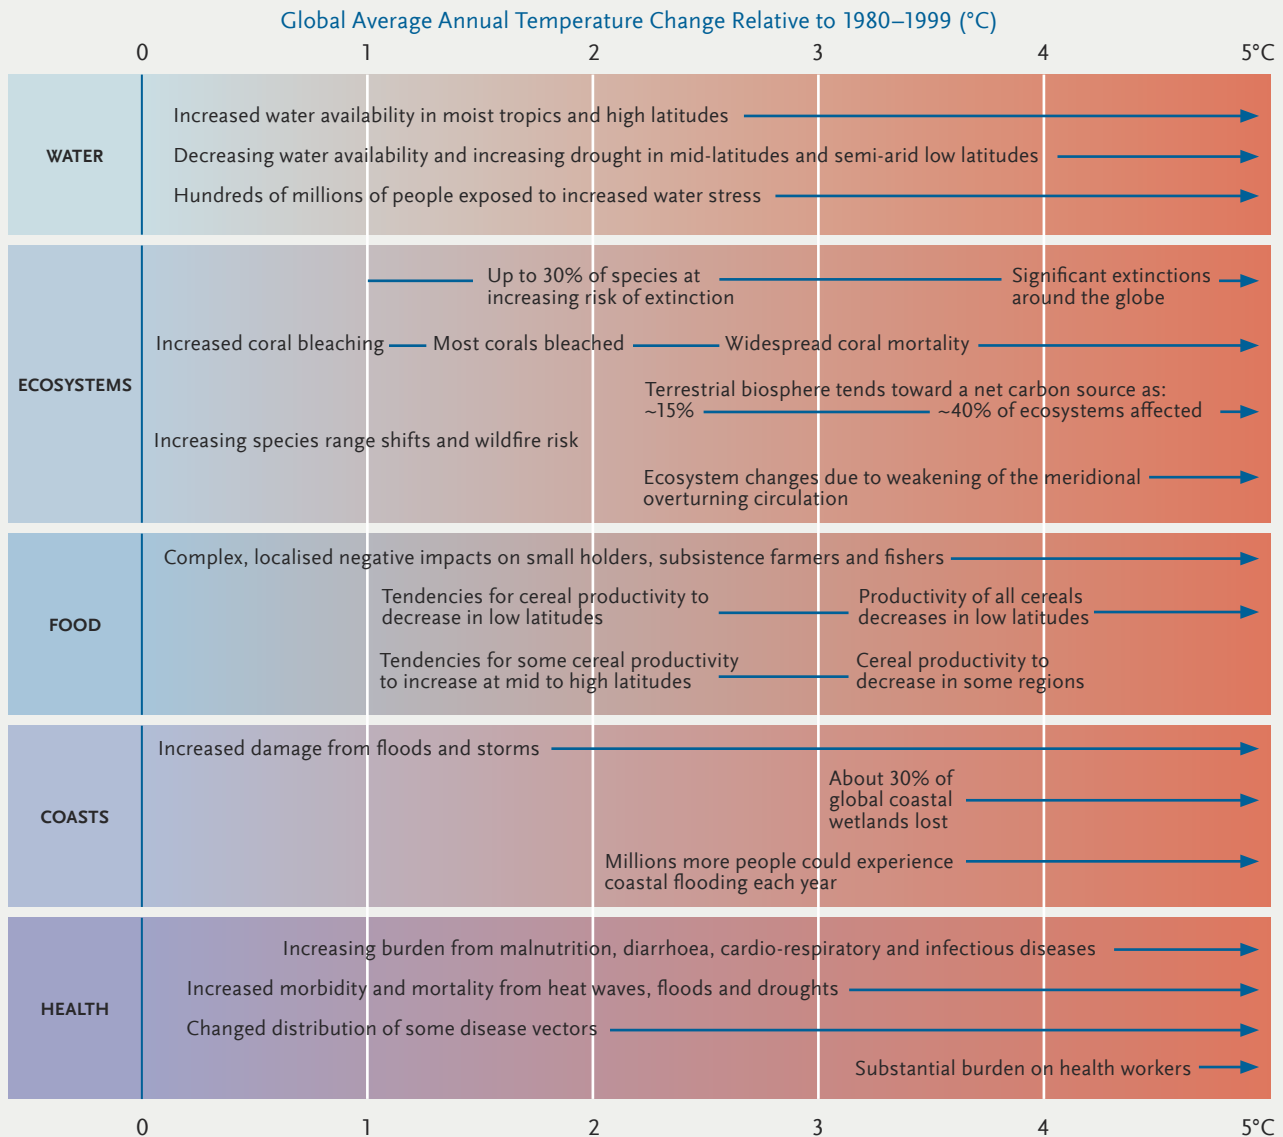 Global Average Annual Temperature Change Relative to 1980–1999 (°C)
0 1 2 3 4 5°C
WATER
Increased water availability in moist tropics and high latitudes
Decreasing water availability and increasing drought in mid-latitudes and semi-arid low latitudes
Hundreds of millions of people exposed to increased water stress
ECOSYSTEMS
Up to 30% of species at
increasing risk of extinction
Significant extinctions
around the globe
Increased coral bleaching
Most corals bleached
Widespread coral mortality
Terrestrial biosphere tends toward a net carbon source as:
~15%
~40% of ecosystems affected
Increasing species range shifts and wildfire risk
Ecosystem changes due to weakening of the meridional
overturning circulation
FOOD
Complex, localised negative impacts on small holders, subsistence farmers and fishers
Tendencies for cereal productivity to
decrease in low latitudes
Productivity of all cereals
decreases in low latitudes
Tendencies for some cereal productivity
to increase at mid to high latitudes
Cereal productivity to
decrease in some regions
COASTS
Increased damage from floods and storms
About 30% of
global coastal
wetlands lost
Millions more people could experience
coastal flooding each year
HEALTH
Increasing burden from malnutrition, diarrhoea, cardio-respiratory and infectious diseases
Increased morbidity and mortality from heat waves, floods and droughts
Changed distribution of some disease vectors
Substantial burden on health workers
0 1 2 3 4 5°C